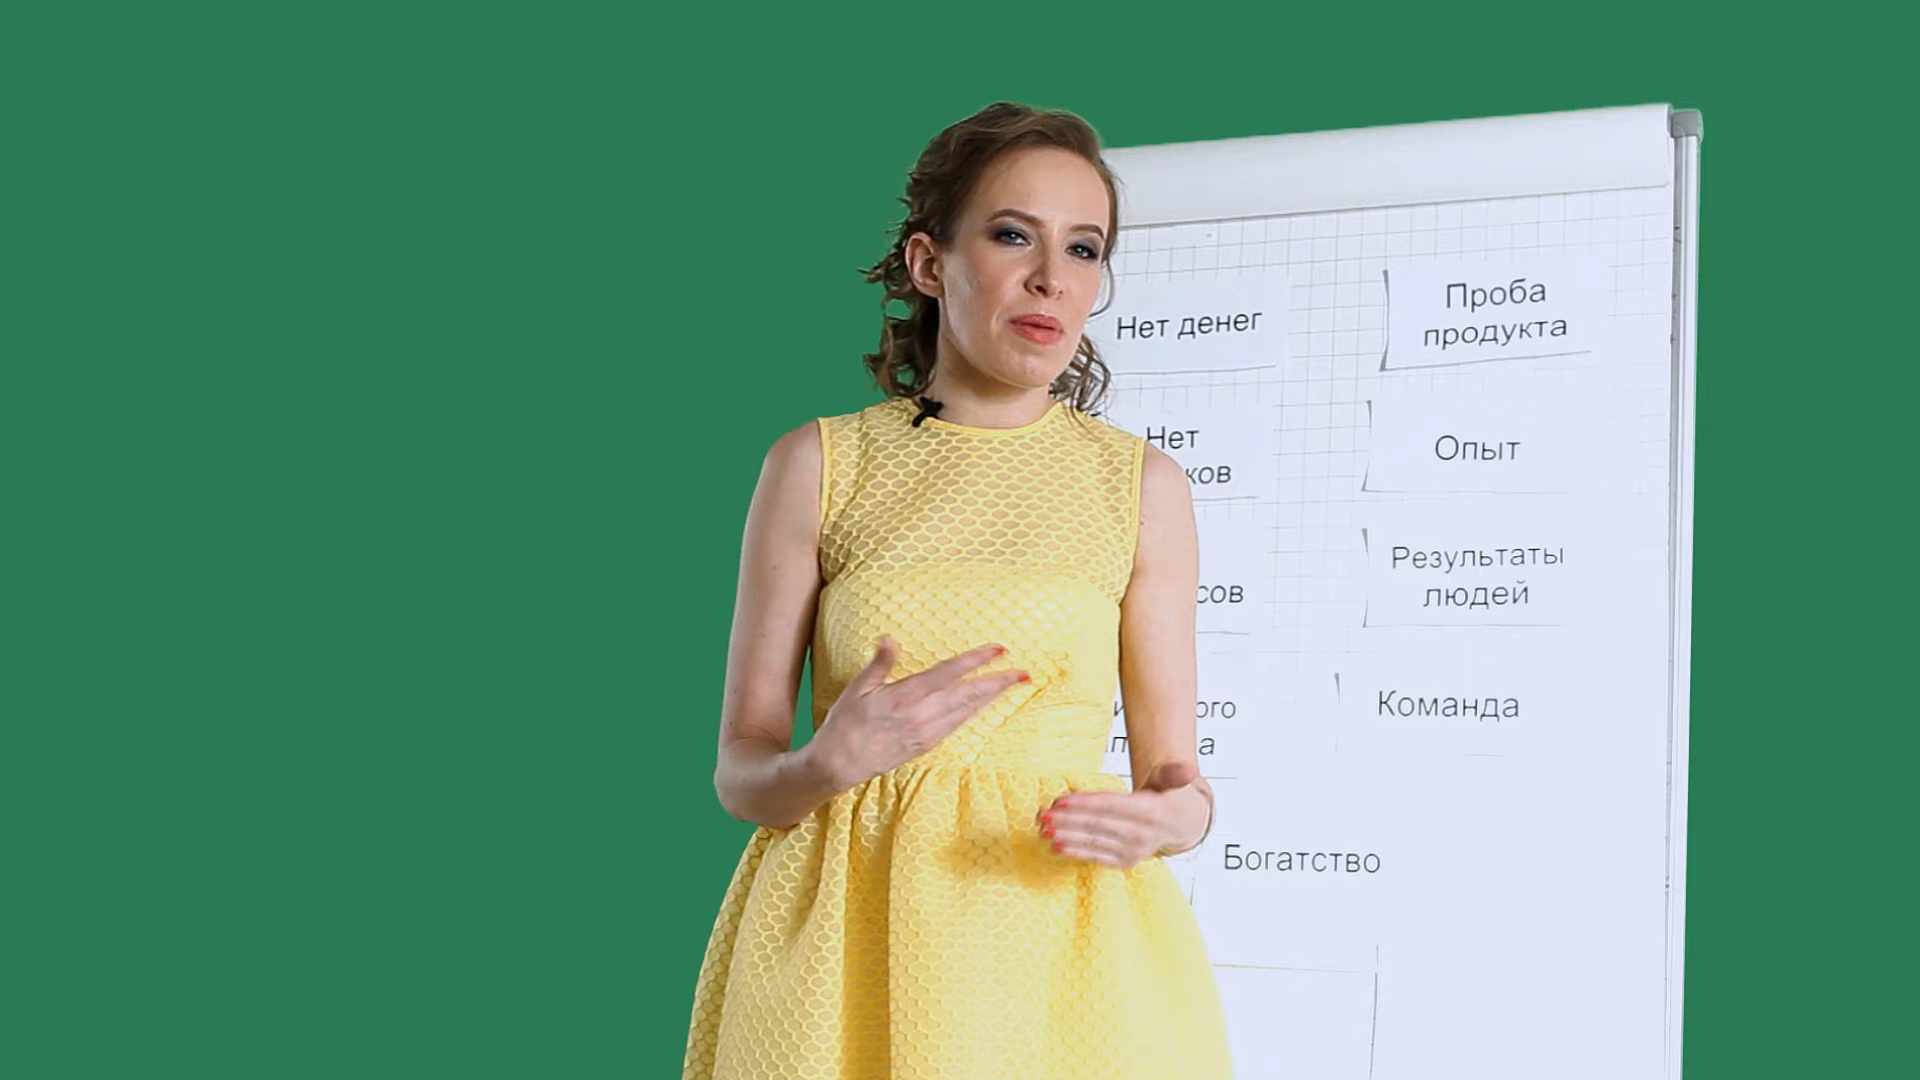 Нет денег
Проба
продукта
Нет
Опыт
Результаты
людей
Команда
Богатство